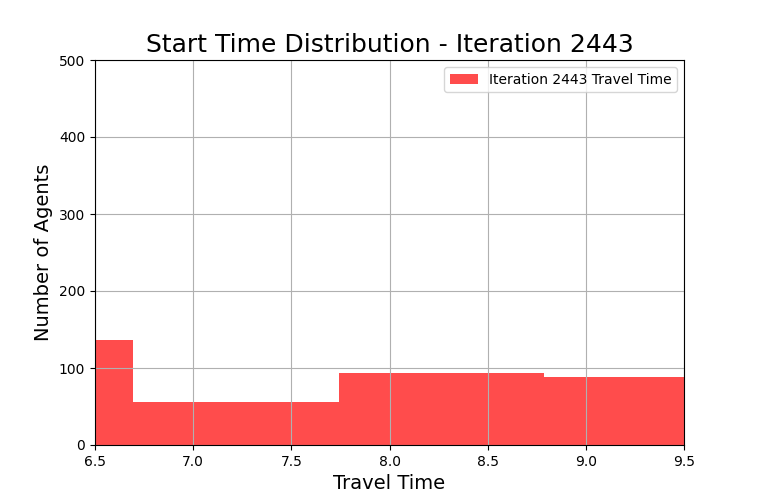 Start Time Distribution - Iteration 2443
500
400
300
200
100
0
Number of Agents
Iteration 2443 Travel Time
6.5 7.0 7.5 8.0 8.5 9.0 9.5
Travel Time